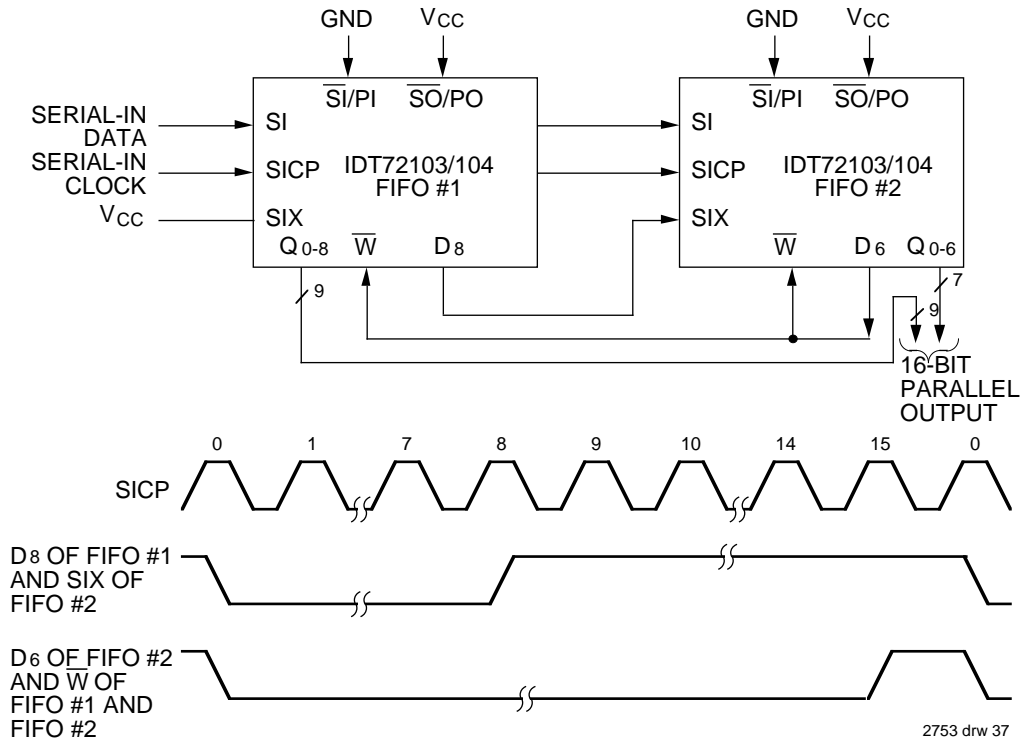 GND
VCC
GND
VCC
SI/PI
SO/PO
SI/PI
SO/PO
SERIAL-IN
DATA
SI
SI
SERIAL-IN
CLOCK
SICP
IDT72103/104
FIFO #1
SICP
IDT72103/104
FIFO #2
VCC
SIX
SIX
Q0-8
W
D8
W
D6
Q0-6
9
7
9
16-BIT
PARALLEL
OUTPUT
0 1 7 8 9 10 14 15 0
SICP
D8 OF FIFO #1
AND SIX OF
FIFO #2
D6 OF FIFO #2
AND W OF
FIFO #1 AND
FIFO #2
2753 drw 37